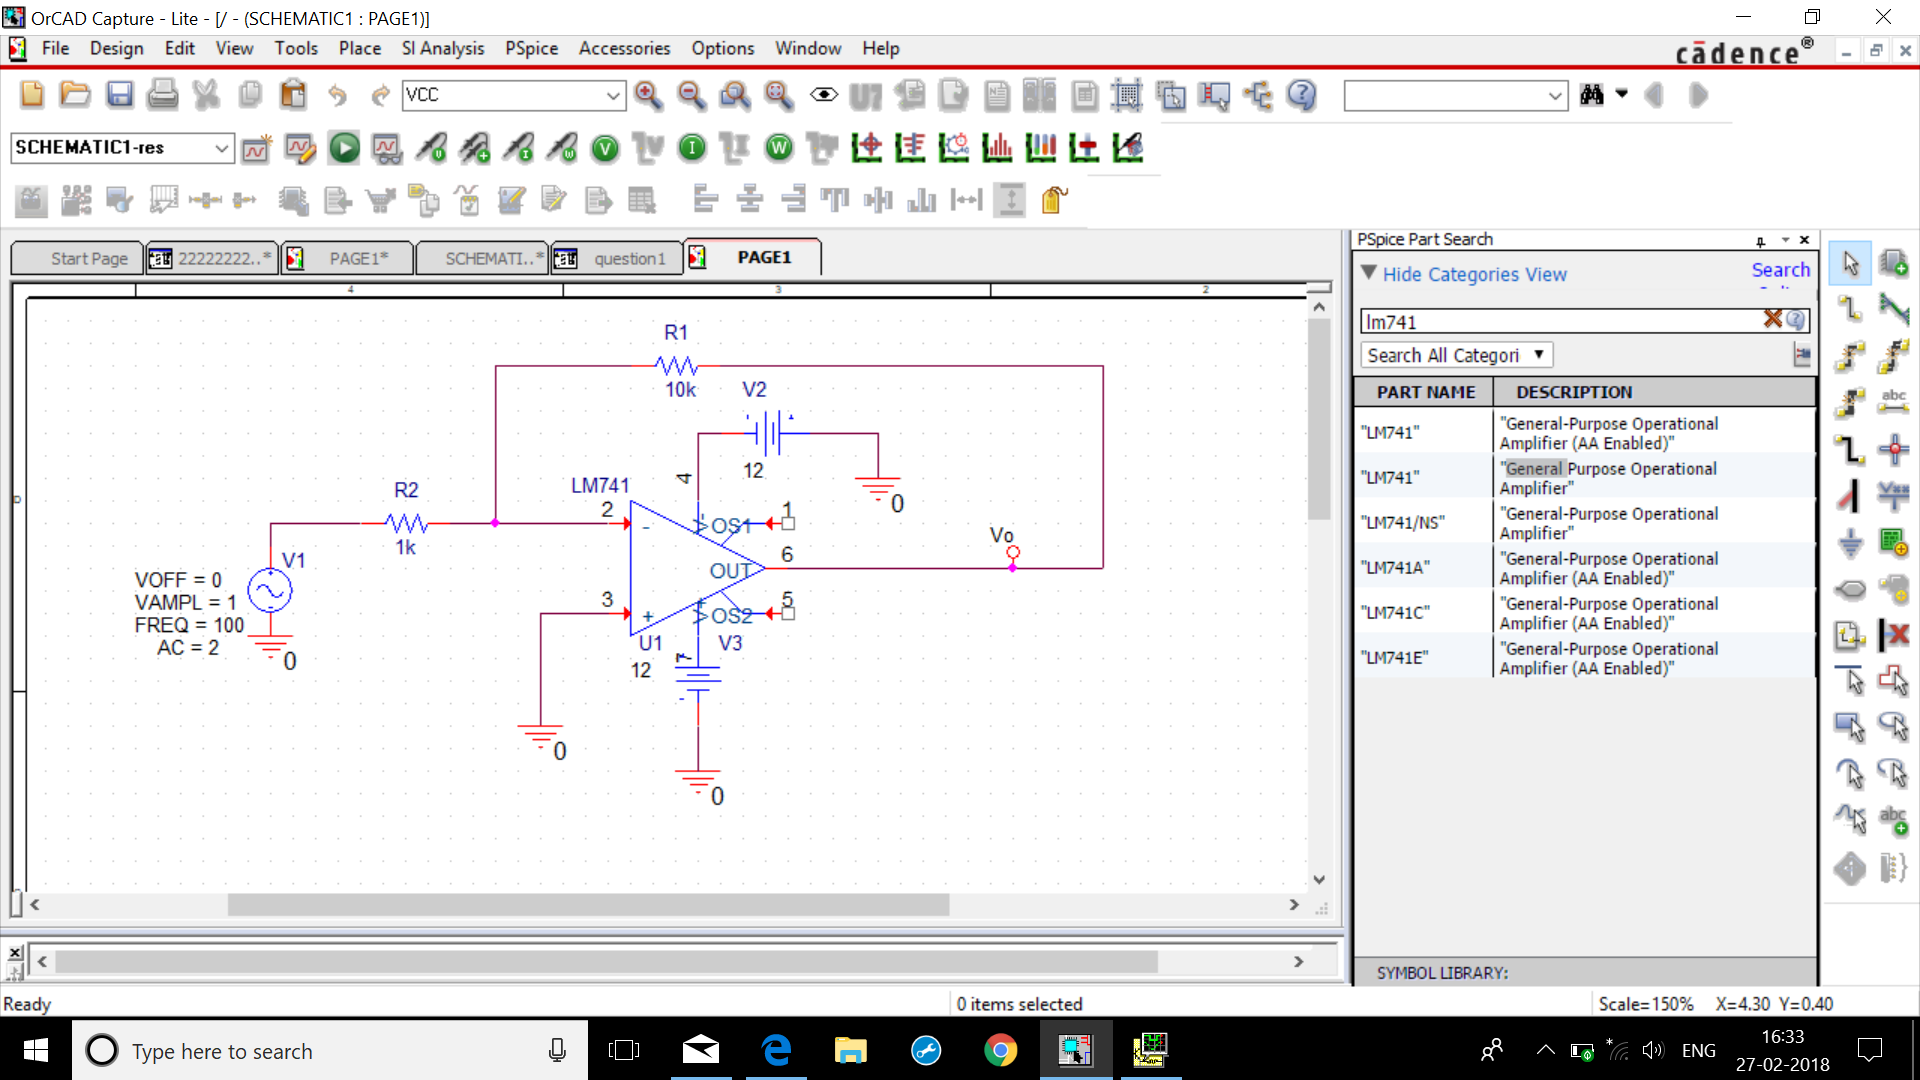 OrCAD Capture - Lite - [/ - (SCHEMATIC1 : PAGE1)]
File Design Edit View Tools Place SI Analysis PSpice Accessories Options Window Help
cādence®
VCC
SCHEMATIC1-res
Start Page
22222222..*
PAGE1*
SCHEMATI..*
question1
PAGE1
4
3
2
R1
10k
V2
12
4
0
LM741
R2
1k
2
-
V-
OS1
1
6
OUT
Vo
V1
VOFF = 0
VAMPL = 1
FREQ = 100
AC = 2
0
3
+
V+
OS2
5
U1
V3
12
7
0
0
PSpice Part Search
Hide Categories View
Search
lm741
Search All Categori
PART NAME DESCRIPTION
"LM741" "General-Purpose Operational
Amplifier (AA Enabled)"
"LM741" "General Purpose Operational
Amplifier"
"LM741/NS" "General-Purpose Operational
Amplifier"
"LM741A" "General-Purpose Operational
Amplifier (AA Enabled)"
"LM741C" "General-Purpose Operational
Amplifier (AA Enabled)"
"LM741E" "General-Purpose Operational
Amplifier (AA Enabled)"
SYMBOL LIBRARY:
Ready
0 items selected
Scale=150% X=4.30 Y=0.40
Type here to search
ENG
16:33
27-02-2018